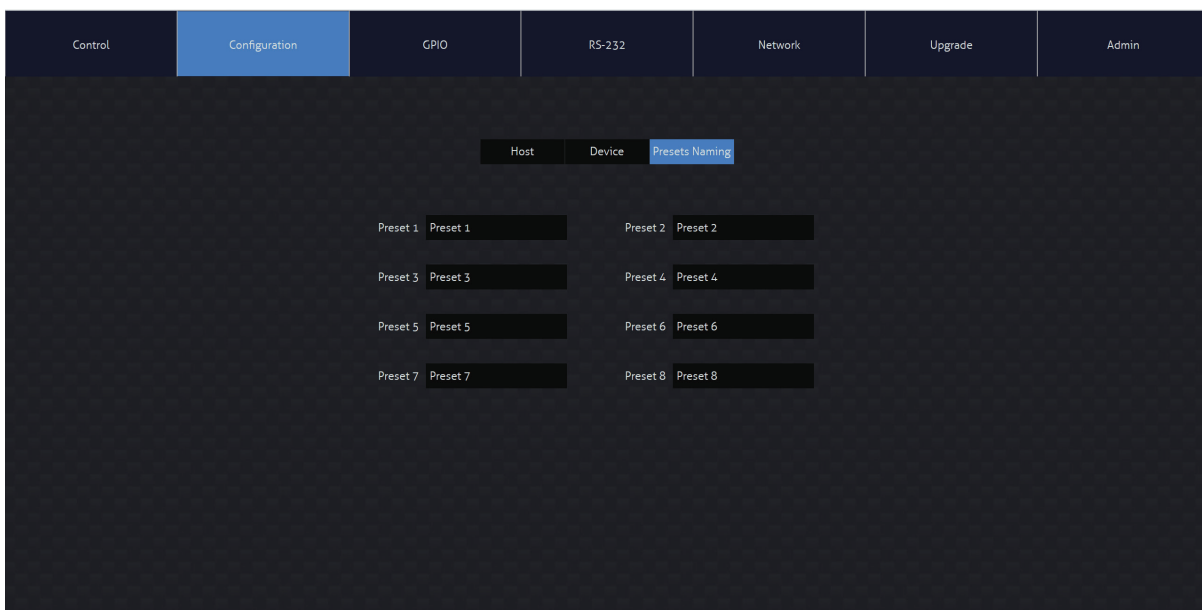 Control Configuration GPIO RS-232 Network Upgrade Admin
Host Device Presets Naming
Preset 1 Preset 1 Preset 2 Preset 2
Preset 3 Preset 3 Preset 4 Preset 4
Preset 5 Preset 5 Preset 6 Preset 6
Preset 7 Preset 7 Preset 8 Preset 8